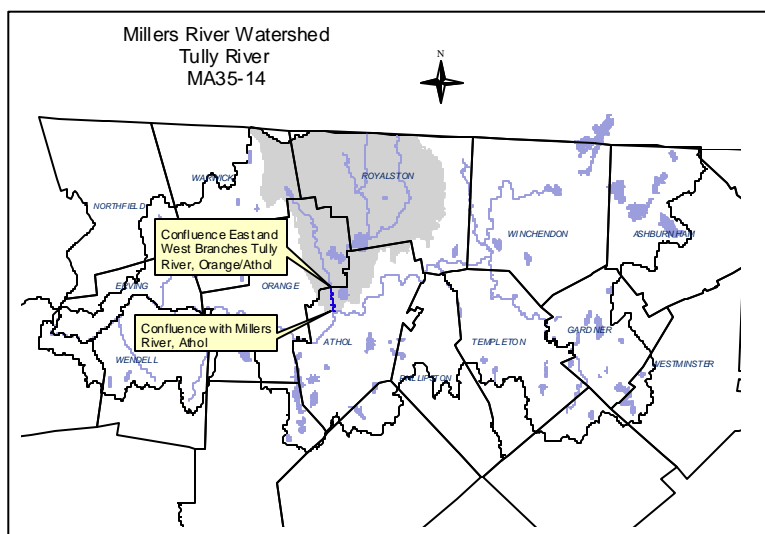 Millers River Watershed
Tully River
MA35-14
N
ROYALSTON
WARWICK
NORTHFIELD
WINCHENDON
ASHBURNHAM
Confluence East and
West Branches Tully
River, Orange/Athol
ERVING
ORANGE
Confluence with Millers
River, Athol
ATHOL
TEMPLETON
GARDNER
WENDELL
PHILLIPSTON
WESTMINSTER